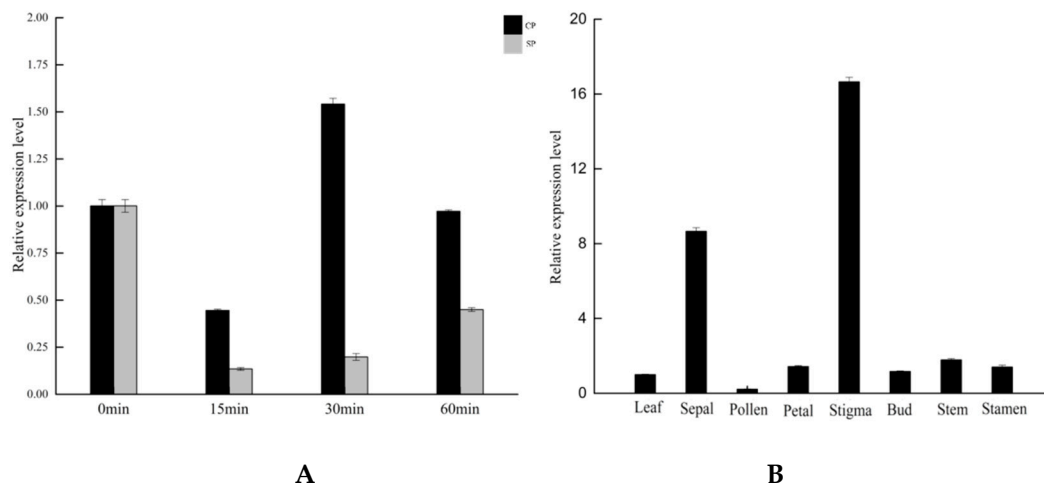 2.00
1.75
1.50
1.25
1.00
0.75
0.50
0.25
0.00
Relative expression level
CP
SP
0min 15min 30min 60min
A
20
16
12
8
4
0
Relative expression level
Leaf Sepal Pollen Petal Stigma Bud Stem Stamen
B